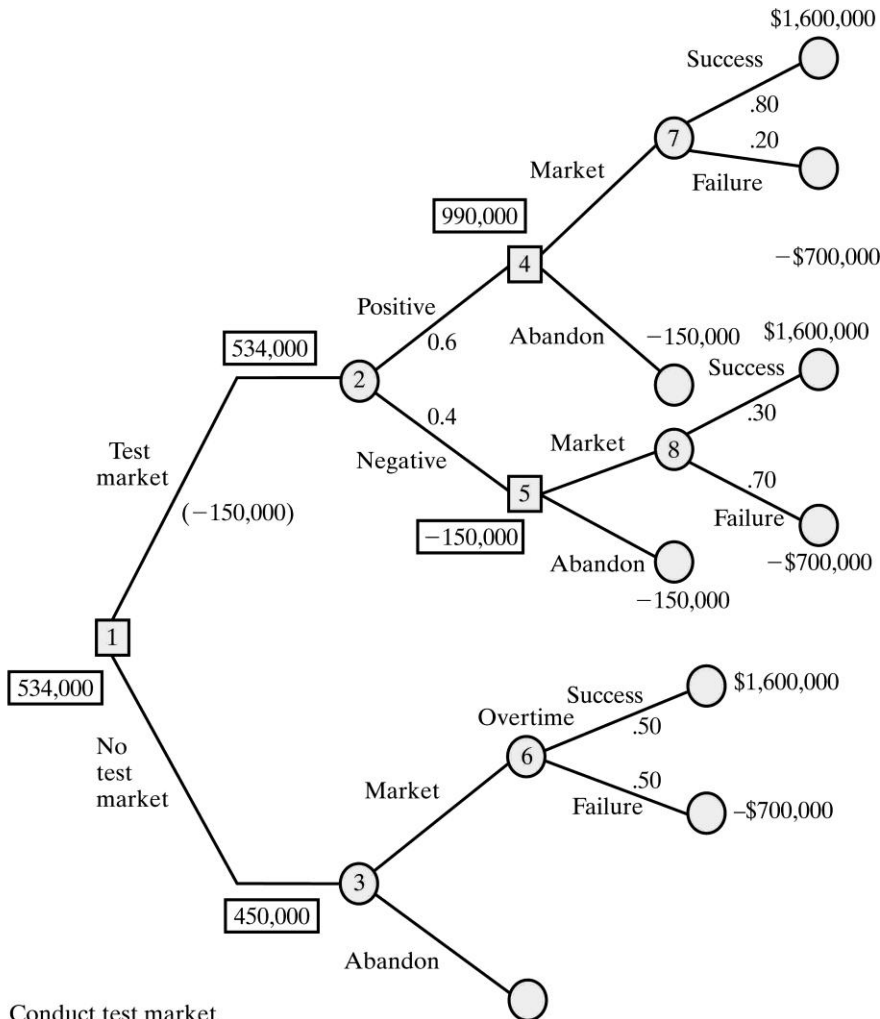 $1,600,000
Success
.80
7
.20
Market
Failure
990,000
4
−$700,000
Positive
Abandon
−150,000
$1,600,000
534,000
0.6
Success
2
.30
0.4
Market
8
Test
market
Negative
.70
5
(−150,000)
Failure
−150,000
Abandon
−$700,000
−150,000
1
534,000
Success
$1,600,000
Overtime
.50
No
test
market
6
.50
Market
Failure
–$700,000
3
450,000
Abandon
Conduct test market